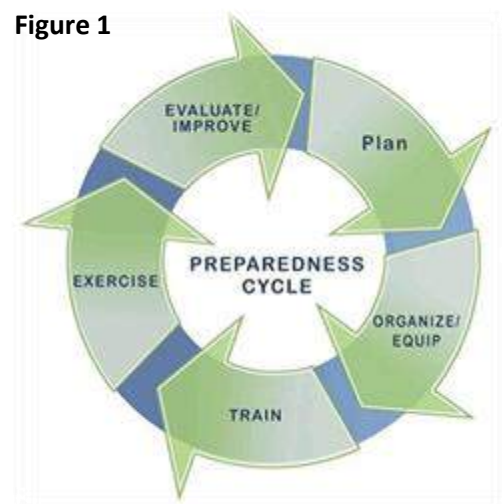 Figure 1
EVALUATE/
IMPROVE
Plan
PREPAREDNESS
CYCLE
ORGANIZE/
EQUIP
TRAIN
EXERCISE